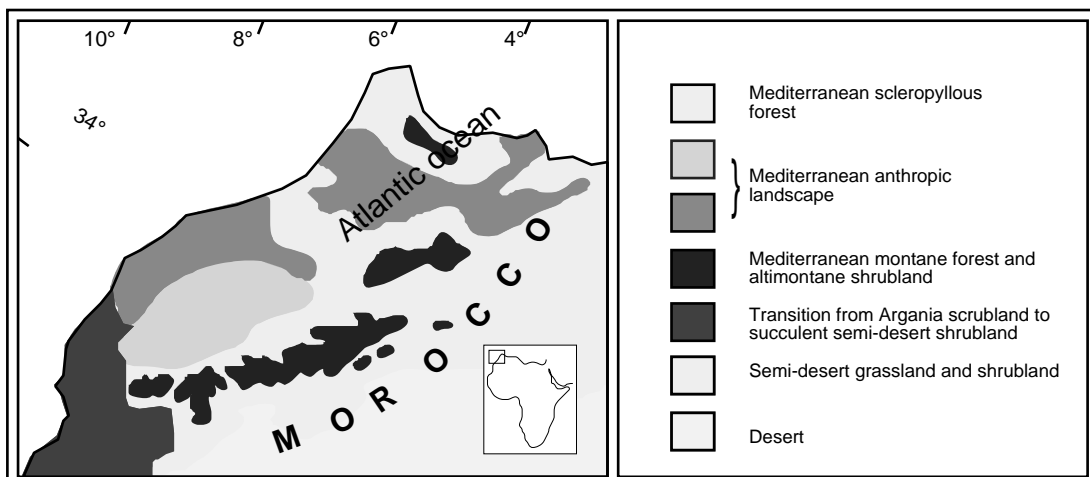 10° 8° 6° 4°
34°
Atlantic ocean
MOROCCO
Mediterranean scleropyllous
forest
Mediterranean anthropic
landscape
Mediterranean montane forest and
altimontane shrubland
Transition from Argania scrubland to
succulent semi-desert shrubland
Semi-desert grassland and shrubland
Desert